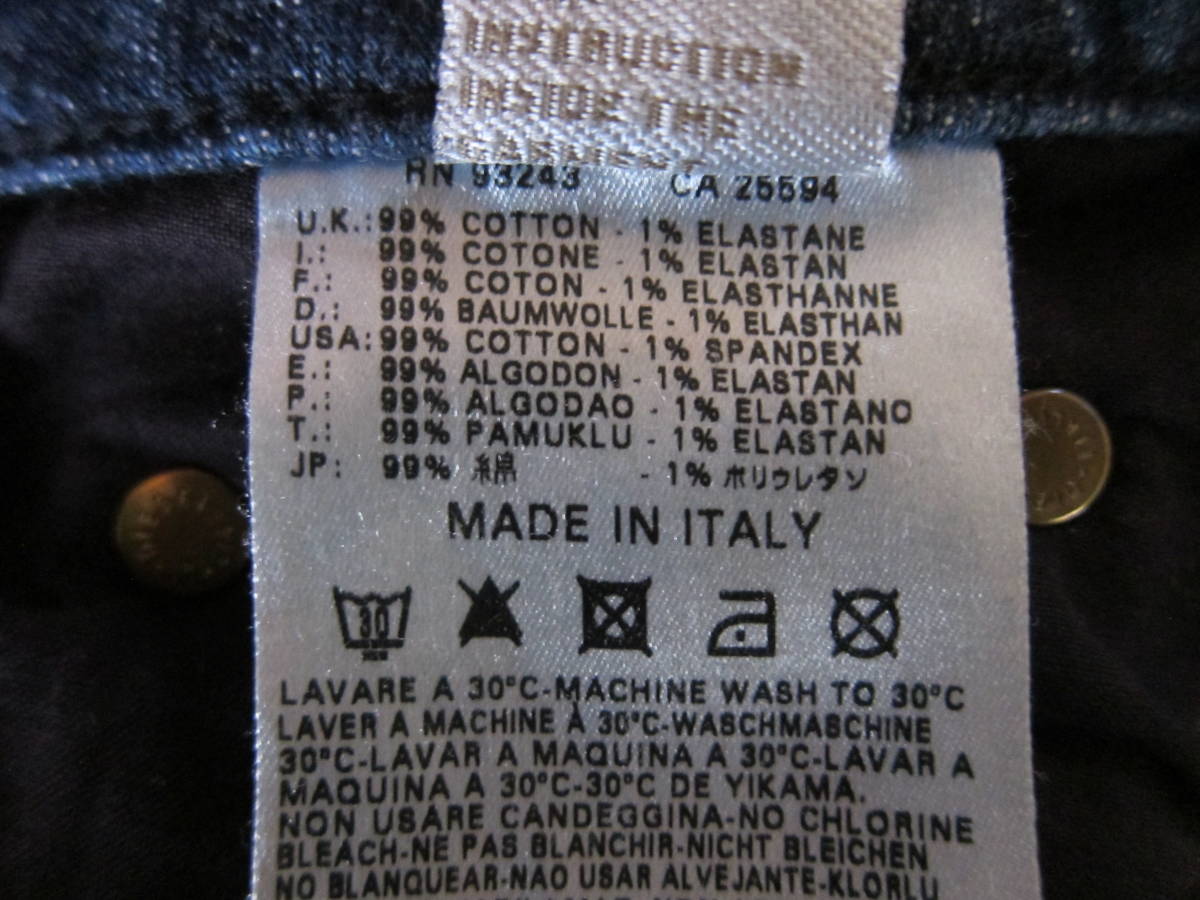 INSTRUCTION
INSIDE THE
GARMENT
RN 93243 CA 25594
U.K.: 99% COTTON - 1% ELASTANE
I.: 99% COTONE - 1% ELASTAN
F.: 99% COTON - 1% ELASTHANNE
D.: 99% BAUMWOLLE - 1% ELASTHAN
USA: 99% COTTON - 1% SPANDEX
E.: 99% ALGODON - 1% ELASTAN
P.: 99% ALGODAO - 1% ELASTANO
T.: 99% PAMUKLU - 1% ELASTAN
JP: 99% 綿 - 1% ポリウレタン
MADE IN ITALY
30
LAVARE A 30°C-MACHINE WASH TO 30°C
LAVER A MACHINE À 30°C-WASCHMASCHINE
30°C-LAVAR A MAQUINA A 30°C-LAVAR A
MAQUINA A 30°C-30°C DE YIKAMA.
NON USARE CANDEGGINA-NO CHLORINE
BLEACH-NE PAS BLANCHIR-NICHT BLEICHEN
NO BLANQUEAR-NAO USAR ALVEJANTE-KLORLU